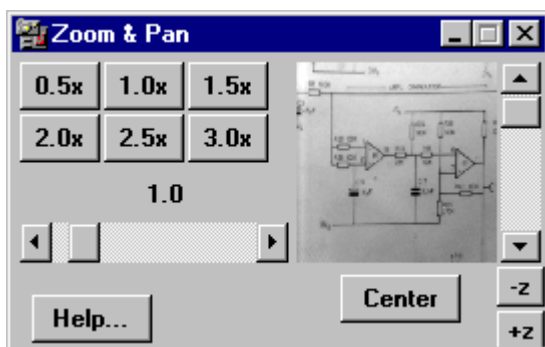 Zoom & Pan
0.5x 1.0x 1.5x
2.0x 2.5x 3.0x
1.0
Center
-z
Help...
+z